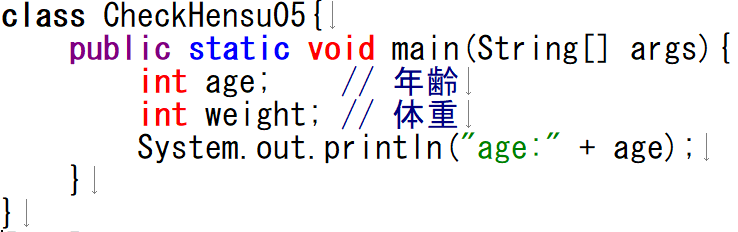 class CheckHensu05{
    public static void main(String[] args){
        int age;    // 年齢
        int weight; // 体重
        System.out.println("age:" + age);
    }
}